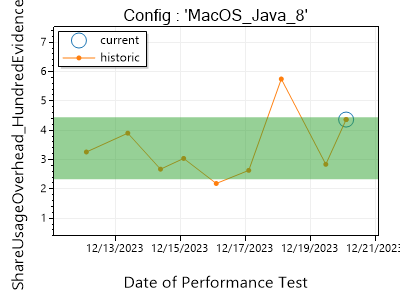 Config : 'MacOS_Java_8'
current
historic
ShareUsageOverhead_HundredEvidence
7
6
5
4
3
2
1
12/13/2023
12/15/2023
12/17/2023
12/19/2023
12/21/2023
Date of Performance Test